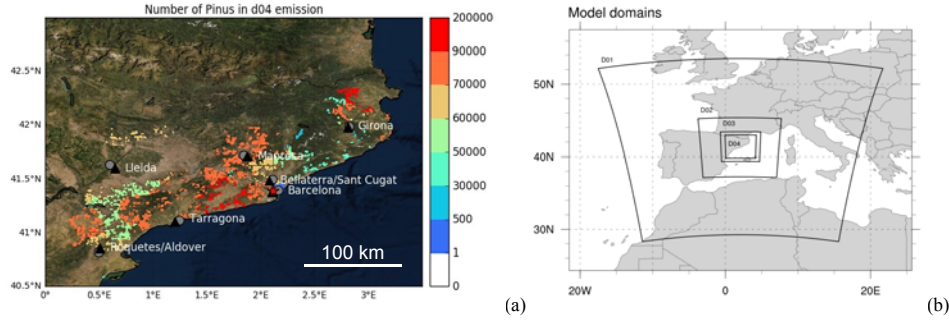 Number of Pinus in d04 emission
42.5°N
42°N
41.5°N
41°N
40.5°N
0°
0.5°E
1°E
1.5°E
2°E
2.5°E
3°E
Girona
Manresa
Lleida
Bellaterra/Sant Cugat
Barcelona
Tarragona
Roquetes/Aldover
100 km
200000
90000
70000
60000
50000
30000
500
1
0
(a)
Model domains
D01
D02
D03
D04
50N
40N
30N
20W
0
20E
(b)